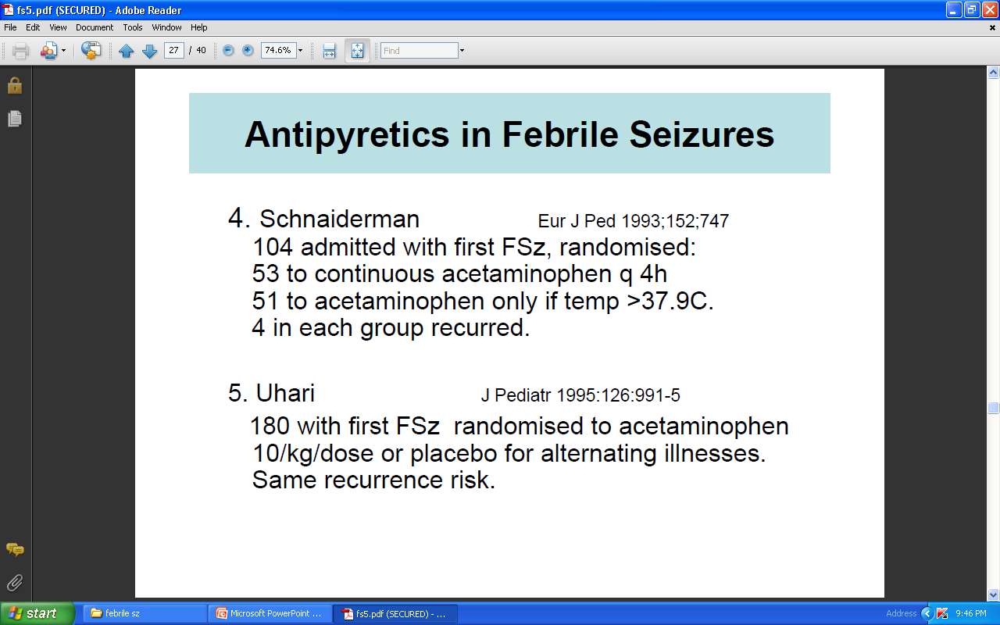 fs5.pdf (SECURED) - Adobe Reader
File Edit View Document Tools Window Help
27 / 40 74.6% Find
Antipyretics in Febrile Seizures
4. Schnaiderman Eur J Ped 1993;152;747
104 admitted with first FSz, randomised:
53 to continuous acetaminophen q 4h
51 to acetaminophen only if temp >37.9C.
4 in each group recurred.
5. Uhari J Pediatr 1995:126:991-5
180 with first FSz randomised to acetaminophen
10/kg/dose or placebo for alternating illnesses.
Same recurrence risk.
start febrile sz Microsoft PowerPoint ... fs5.pdf (SECURED) - ... Address 9:46 PM